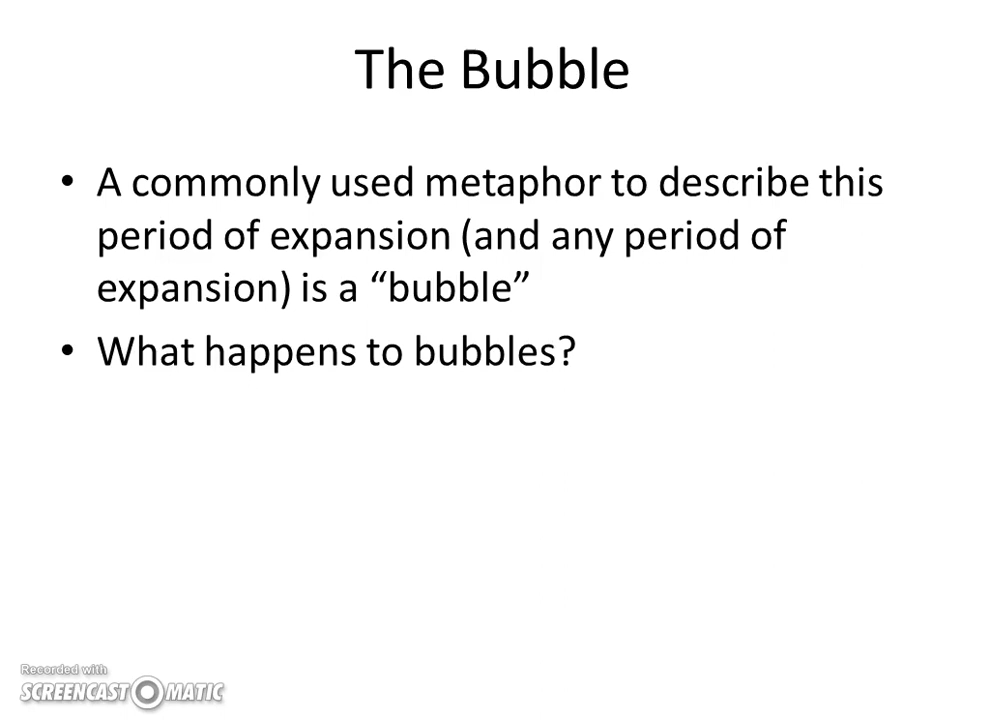 The Bubble
• A commonly used metaphor to describe this
period of expansion (and any period of
expansion) is a “bubble”
• What happens to bubbles?
Recorded with
SCREENCAST-O-MATIC